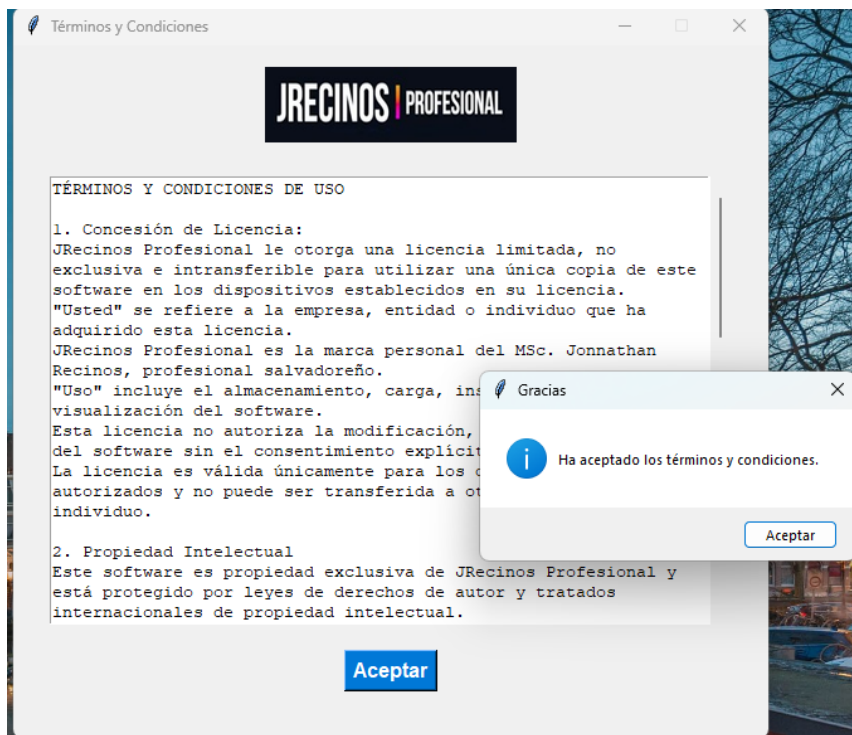 Términos y Condiciones
JRECINOS | PROFESIONAL
TÉRMINOS Y CONDICIONES DE USO
1. Concesión de Licencia:
JRecinos Profesional le otorga una licencia limitada, no
exclusiva e intransferible para utilizar una única copia de este
software en los dispositivos establecidos en su licencia.
"Usted" se refiere a la empresa, entidad o individuo que ha
adquirido esta licencia.
JRecinos Profesional es la marca personal del MSc. Jonnathan
Recinos, profesional salvadoreño.
"Uso" incluye el almacenamiento, carga,
visualización del software.
Esta licencia no autoriza la modificación,
del software sin el consentimiento
La licencia es válida únicamente para los
autorizados y no puede ser transferida a
individuo.
2. Propiedad Intelectual
Este software es propiedad exclusiva de JRecinos Profesional y
está protegido por leyes de derechos de autor y tratados
internacionales de propiedad intelectual.
Aceptar
Gracias
Ha aceptado los términos y condiciones.
Aceptar